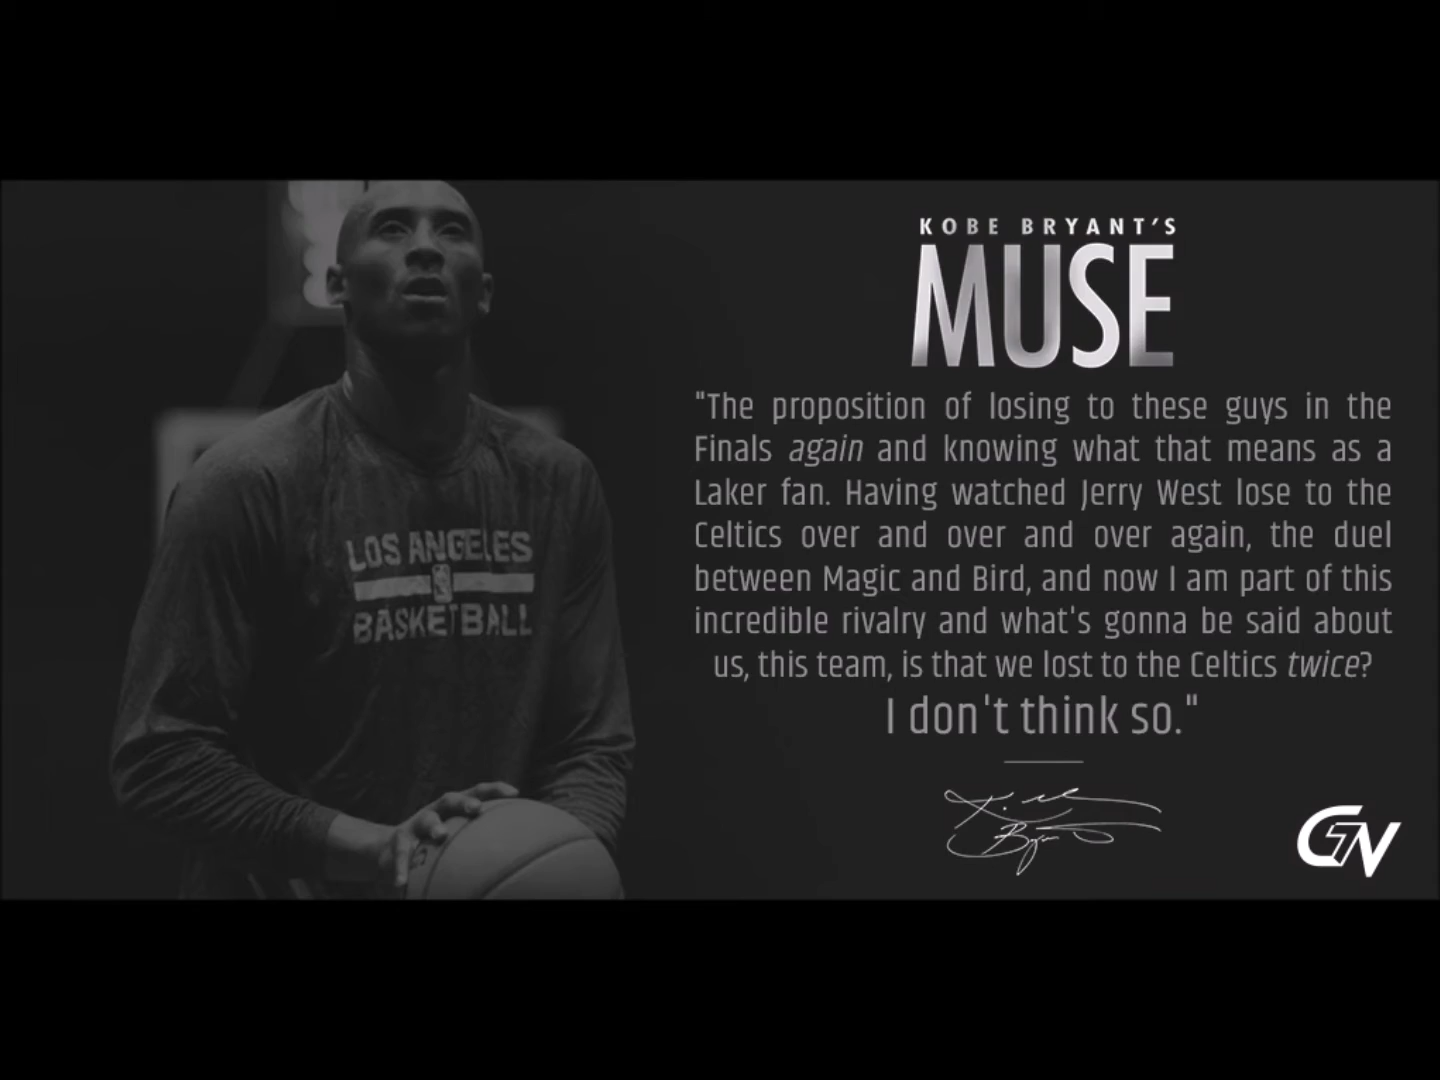 KOBE BRYANT'S
MUSE
"The proposition of losing to these guys in the
Finals again and knowing what that means as a
Laker fan. Having watched Jerry West lose to the
Celtics over and over and over again, the duel
between Magic and Bird, and now I am part of this
incredible rivalry and what's gonna be said about
us, this team, is that we lost to the Celtics twice?
I don't think so."
LOS ANGELES
BASKETBALL